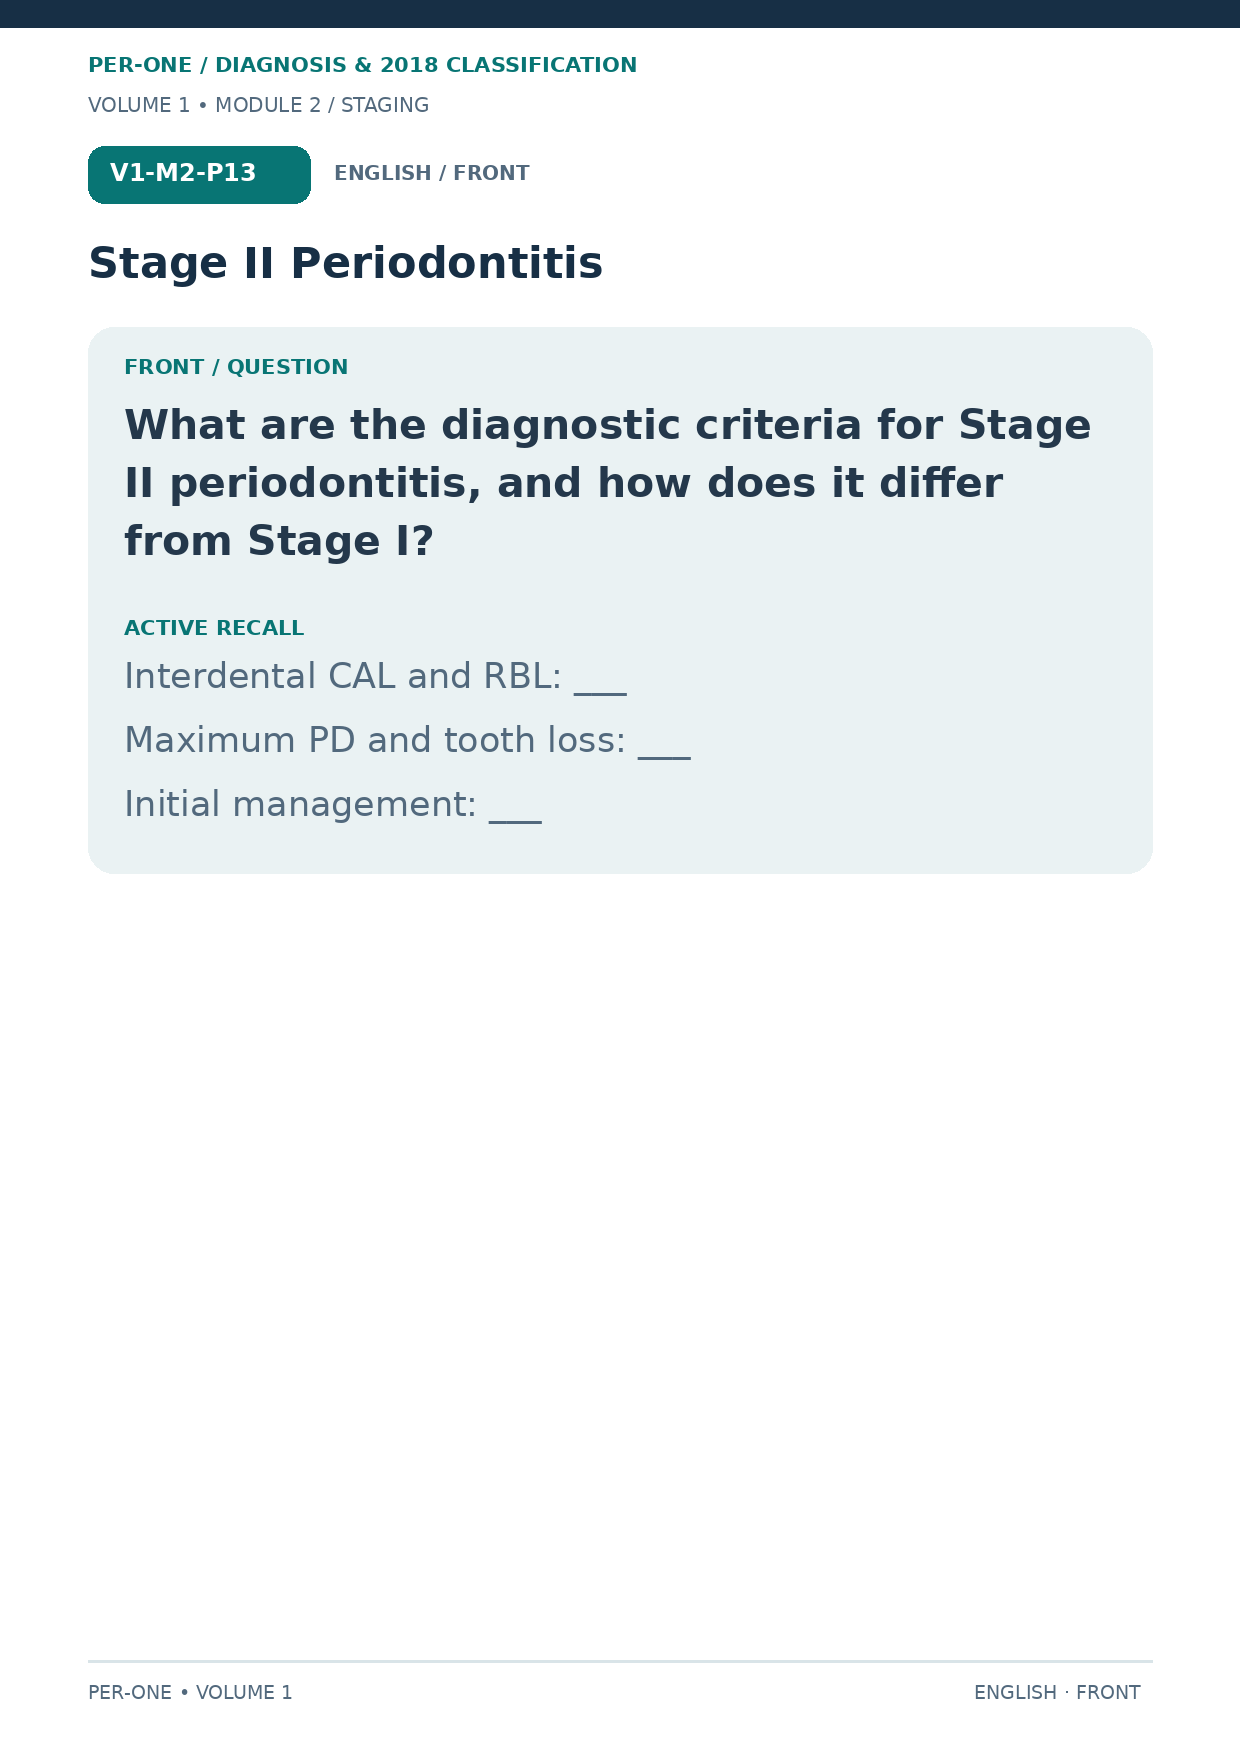 PER-ONE / DIAGNOSIS & 2018 CLASSIFICATION
VOLUME 1 • MODULE 2 / STAGING
V1-M2-P13
ENGLISH / FRONT
Stage II Periodontitis
FRONT / QUESTION
What are the diagnostic criteria for Stage
II periodontitis, and how does it differ
from Stage I?
ACTIVE RECALL
Interdental CAL and RBL: ___
Maximum PD and tooth loss: ___
Initial management: ___
PER-ONE • VOLUME 1
ENGLISH · FRONT